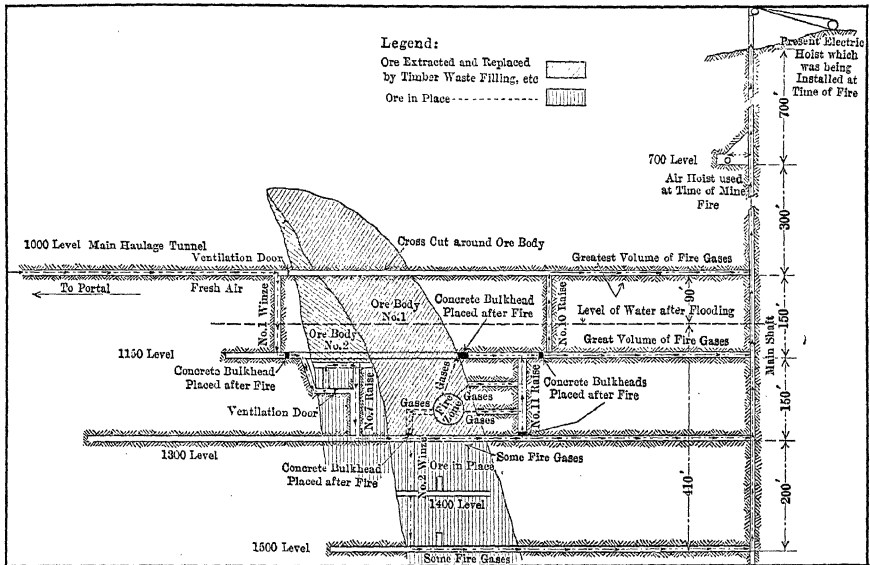 Legend:
Ore Extracted and Replaced
by Timber Waste Filling, etc
Ore in Place
Present Electric
Hoist which
was being
Installed at
Time of Fire
700'
700 Level
Air Hoist used
at Time of Mine
Fire
300'
1000 Level Main Haulage Tunnel
Ventilation Door
Cross Cut around Ore Body
Greatest Volume of Fire Gases
To Portal
Fresh Air
No.1 Winze
Ore Body
No.1
Concrete Bulkhead
Placed after Fire
No.10 Raise
Level of Water after Flooding
90'
150'
Main Shaft
Ore Body
No.2
Great Volume of Fire Gases
1150 Level
Concrete Bulkhead
Placed after Fire
Gases
Concrete Bulkheads
Placed after Fire
Ventilation Door
No.7 Raise
Gases
Fire
Zone
Gases
Gases
No.11 Raise
160'
1300 Level
Concrete Bulkhead
Placed after Fire
No.2 Winze
Ore in Place
Some Fire Gases
410'
200'
1400 Level
1500 Level
Some Fire Gases